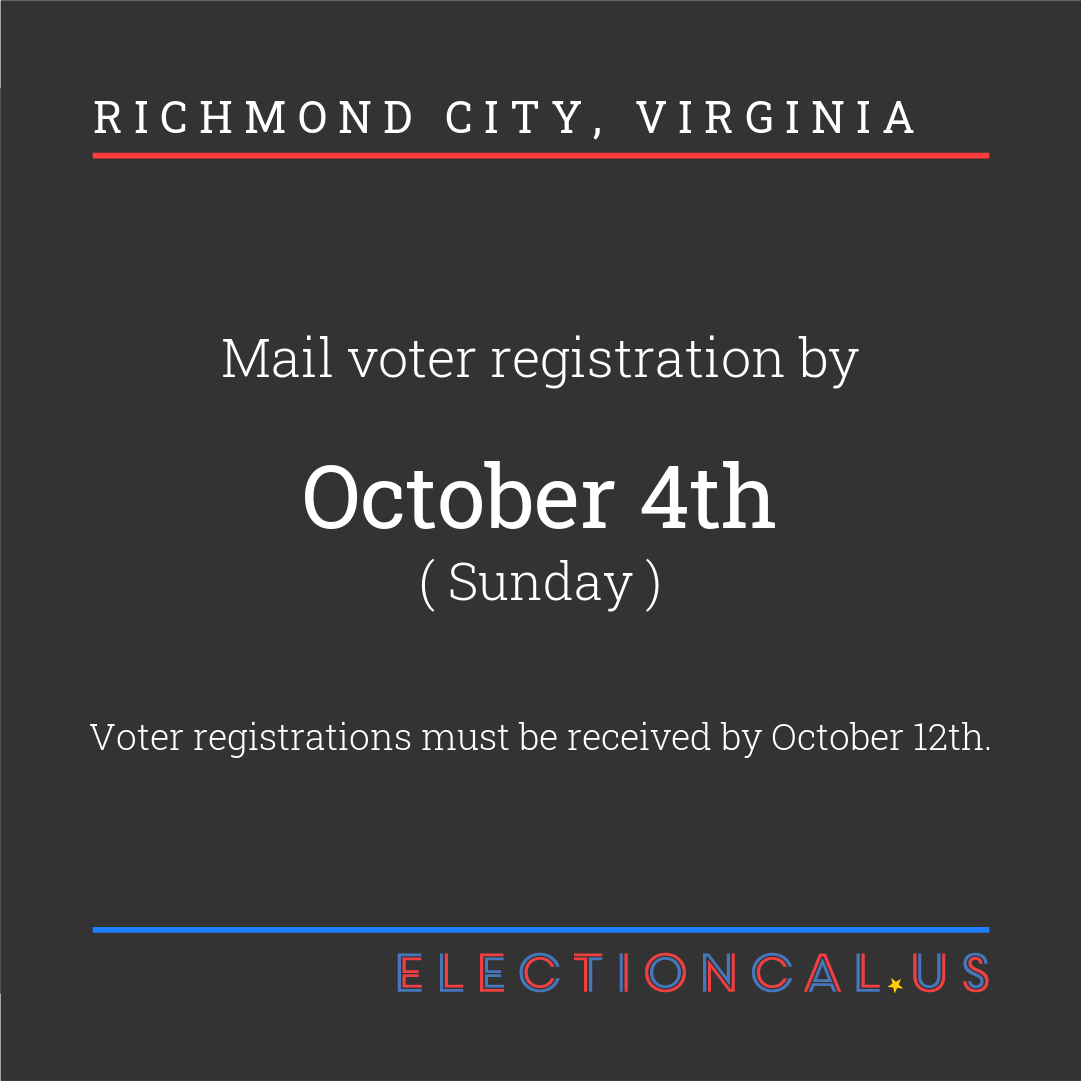 RICHMOND CITY, VIRGINIA
Mail voter registration by
October 4th
( Sunday )
Voter registrations must be received by October 12th.
ELECTIONCAL.US